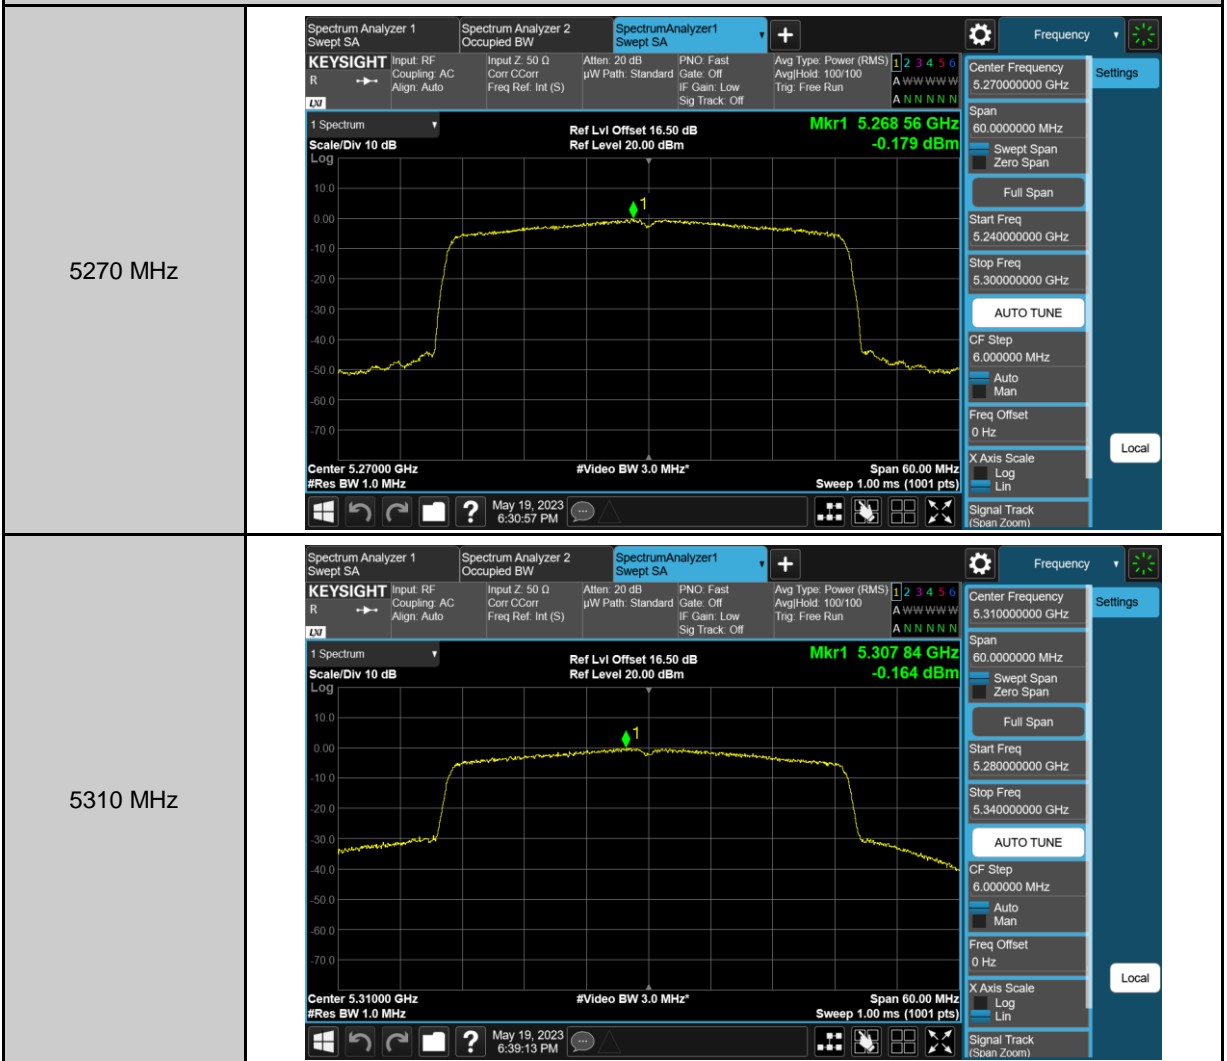 5270 MHz
Spectrum Analyzer 1
Swept SA
Spectrum Analyzer 2
Occupied BW
SpectrumAnalyzer1
Swept SA
Frequency
KEYSIGHT
R
LXI
Input: RF
Coupling: AC
Align: Auto
Input Z: 50 Ω
Corr CCorr
Freq Ref: Int (S)
Atten: 20 dB
µW Path: Standard
PNO: Fast
Gate: Off
IF Gain: Low
Sig Track: Off
Avg Type: Power (RMS)
Avg|Hold: 100/100
Trig: Free Run
1 2 3 4 5 6
A W W W W W
A N N N N N
1 Spectrum
Scale/Div 10 dB
Log
Ref Lvl Offset 16.50 dB
Ref Level 20.00 dBm
Mkr1 5.268 56 GHz
-0.179 dBm
1
10.0
0.00
-10.0
-20.0
-30.0
-40.0
-50.0
-60.0
-70.0
Center 5.27000 GHz
#Res BW 1.0 MHz
#Video BW 3.0 MHz*
Span 60.00 MHz
Sweep 1.00 ms (1001 pts)
?
May 19, 2023
6:30:57 PM
Center Frequency
5.270000000 GHz
Span
60.0000000 MHz
Swept Span
Zero Span
Full Span
Start Freq
5.240000000 GHz
Stop Freq
5.300000000 GHz
AUTO TUNE
CF Step
6.000000 MHz
Auto
Man
Freq Offset
0 Hz
X Axis Scale
Log
Lin
Signal Track
(Span Zoom)
Settings
Local
5310 MHz
Spectrum Analyzer 1
Swept SA
Spectrum Analyzer 2
Occupied BW
SpectrumAnalyzer1
Swept SA
Frequency
KEYSIGHT
R
LXI
Input: RF
Coupling: AC
Align: Auto
Input Z: 50 Ω
Corr CCorr
Freq Ref: Int (S)
Atten: 20 dB
µW Path: Standard
PNO: Fast
Gate: Off
IF Gain: Low
Sig Track: Off
Avg Type: Power (RMS)
Avg|Hold: 100/100
Trig: Free Run
1 2 3 4 5 6
A W W W W W
A N N N N N
1 Spectrum
Scale/Div 10 dB
Log
Ref Lvl Offset 16.50 dB
Ref Level 20.00 dBm
Mkr1 5.307 84 GHz
-0.164 dBm
1
10.0
0.00
-10.0
-20.0
-30.0
-40.0
-50.0
-60.0
-70.0
Center 5.31000 GHz
#Res BW 1.0 MHz
#Video BW 3.0 MHz*
Span 60.00 MHz
Sweep 1.00 ms (1001 pts)
?
May 19, 2023
6:39:13 PM
Center Frequency
5.310000000 GHz
Span
60.0000000 MHz
Swept Span
Zero Span
Full Span
Start Freq
5.280000000 GHz
Stop Freq
5.340000000 GHz
AUTO TUNE
CF Step
6.000000 MHz
Auto
Man
Freq Offset
0 Hz
X Axis Scale
Log
Lin
Signal Track
(Span Zoom)
Settings
Local